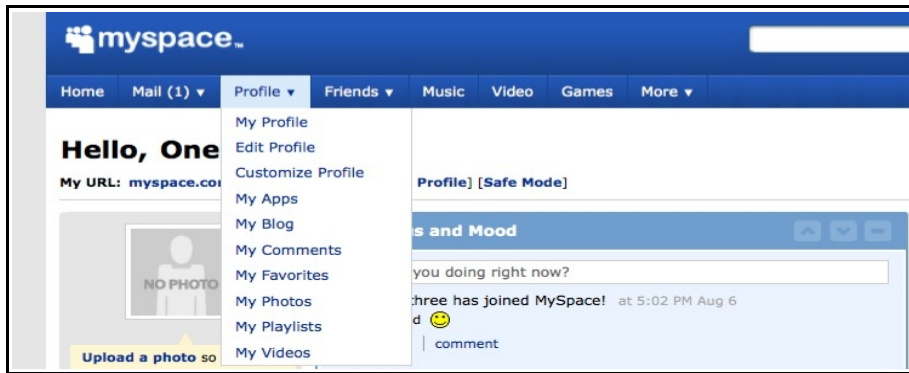 myspace™
Home Mail (1) ▾ Profile ▾ Friends ▾ Music Video Games More ▾
My Profile
Edit Profile
Customize Profile
My Apps
My Blog
My Comments
My Favorites
My Photos
My Playlists
My Videos
Hello, One
My URL: myspace.co Profile] [Safe Mode]
s and Mood
NO PHOTO
you doing right now?
three has joined MySpace! at 5:02 PM Aug 6
d
comment
Upload a photo so